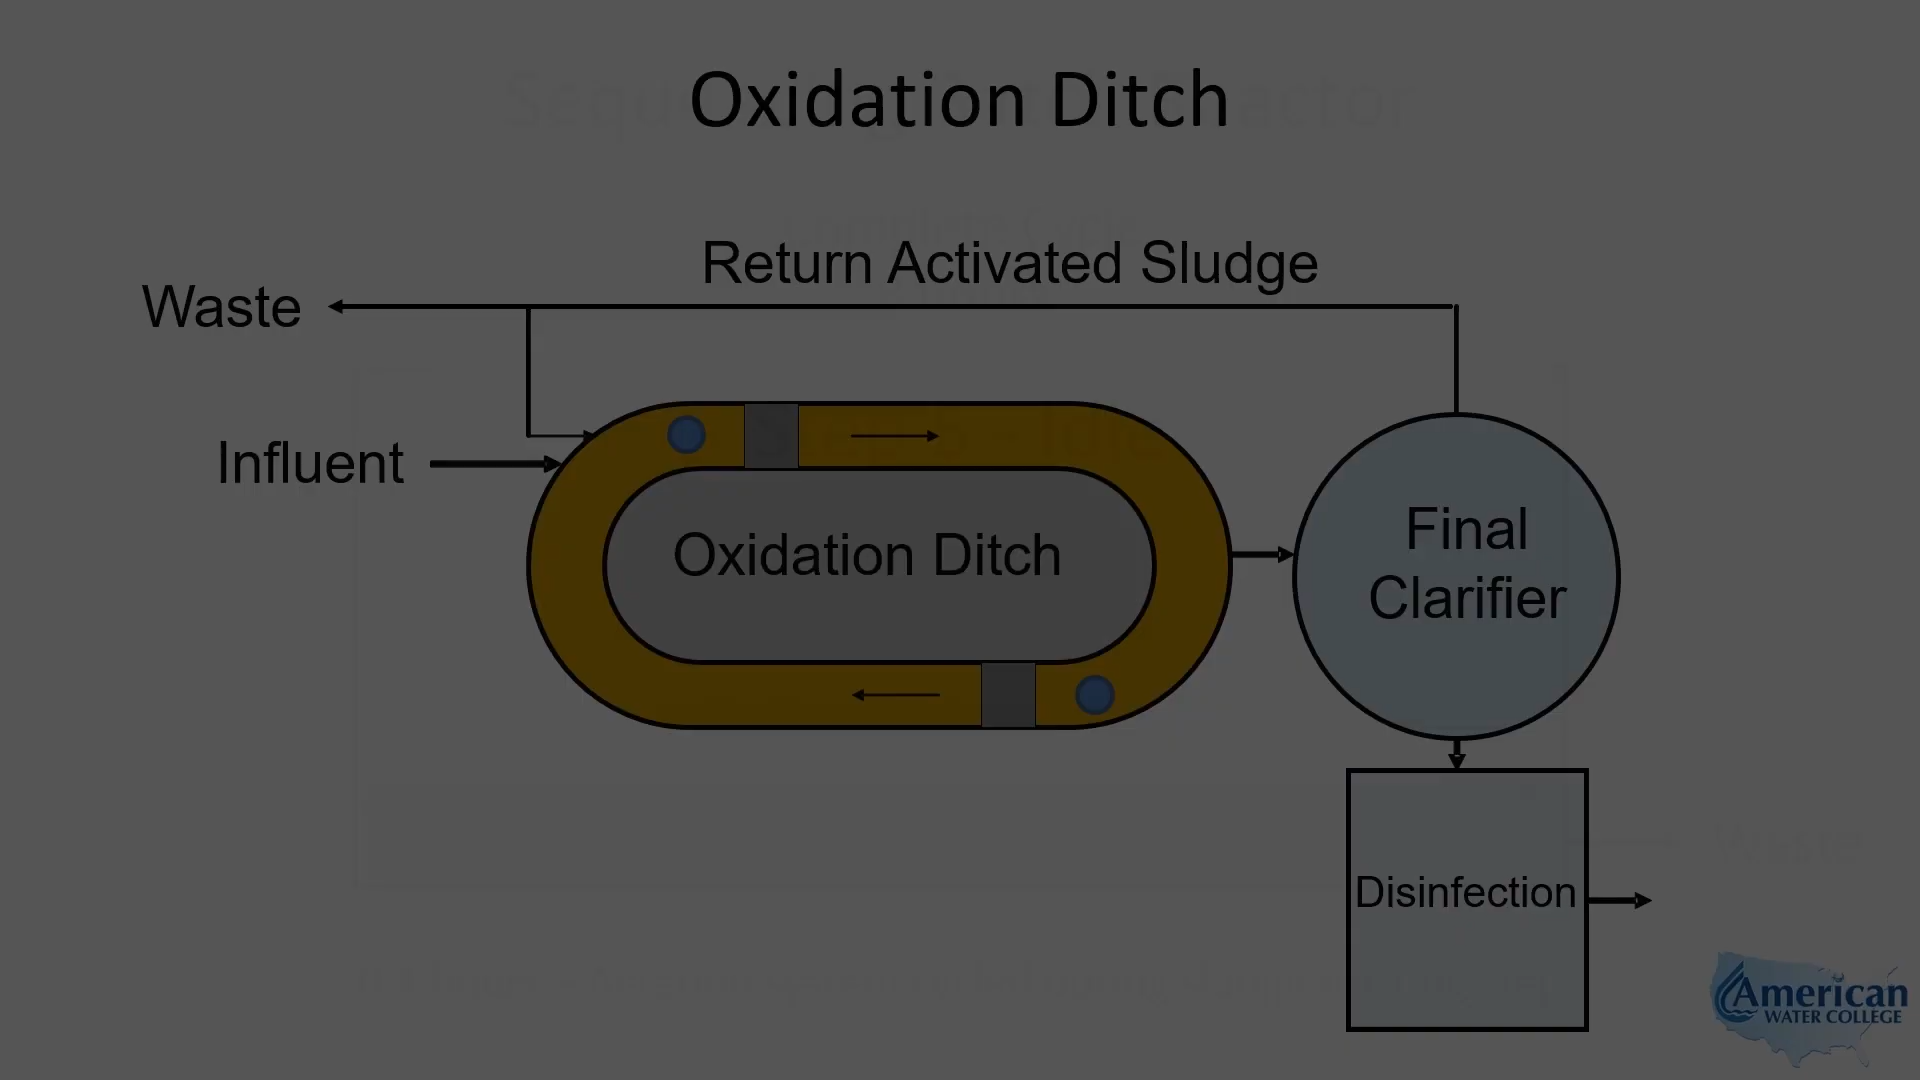 Oxidation Ditch
Return Activated Sludge
Waste
Influent
Oxidation Ditch
Final
Clarifier
Disinfection
American
WATER COLLEGE